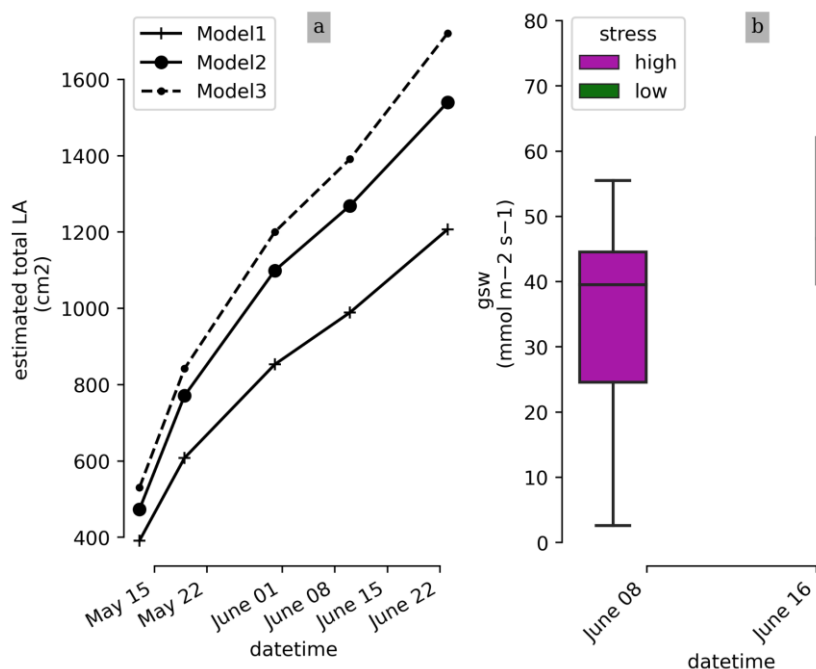 a
Model1
Model2
Model3
1600
1400
1200
1000
800
600
400
estimated total LA
(cm2)
May 15
May 22
June 01
June 08
June 15
June 22
datetime
b
stress
high
low
80
70
60
50
40
30
20
10
0
gsw
(mmol m−2 s−1)
June 08
June 16
datetime